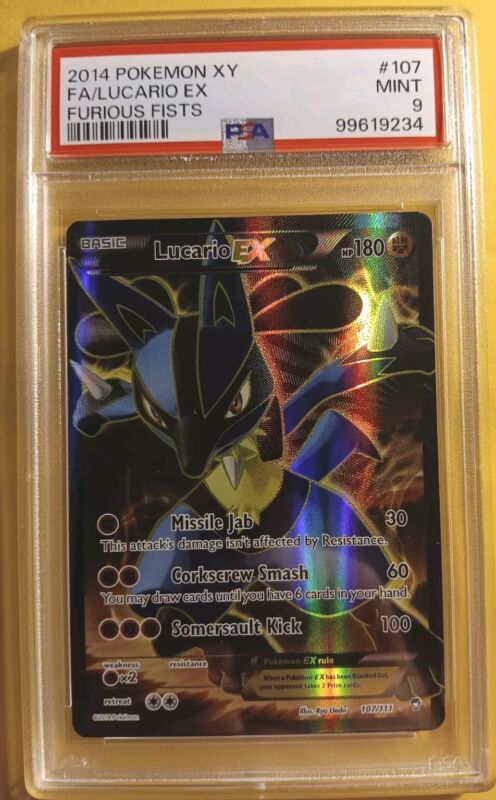 2014 POKEMON XY #107
FA/LUCARIO EX MINT
FURIOUS FISTS 9
PSA 99619234
BASIC Lucario EX HP180
Missile Jab 30
This attack's damage isn't affected by Resistance.
Corkscrew Smash 60
You may draw cards until you have 6 cards in your hand.
Somersault Kick 100
weakness resistance
×2
Pokémon-EX rule
When a Pokémon-EX has been Knocked Out,
your opponent takes 2 Prize cards.
retreat
©2014 Pokémon Illus. Ryo Ueda 107/111